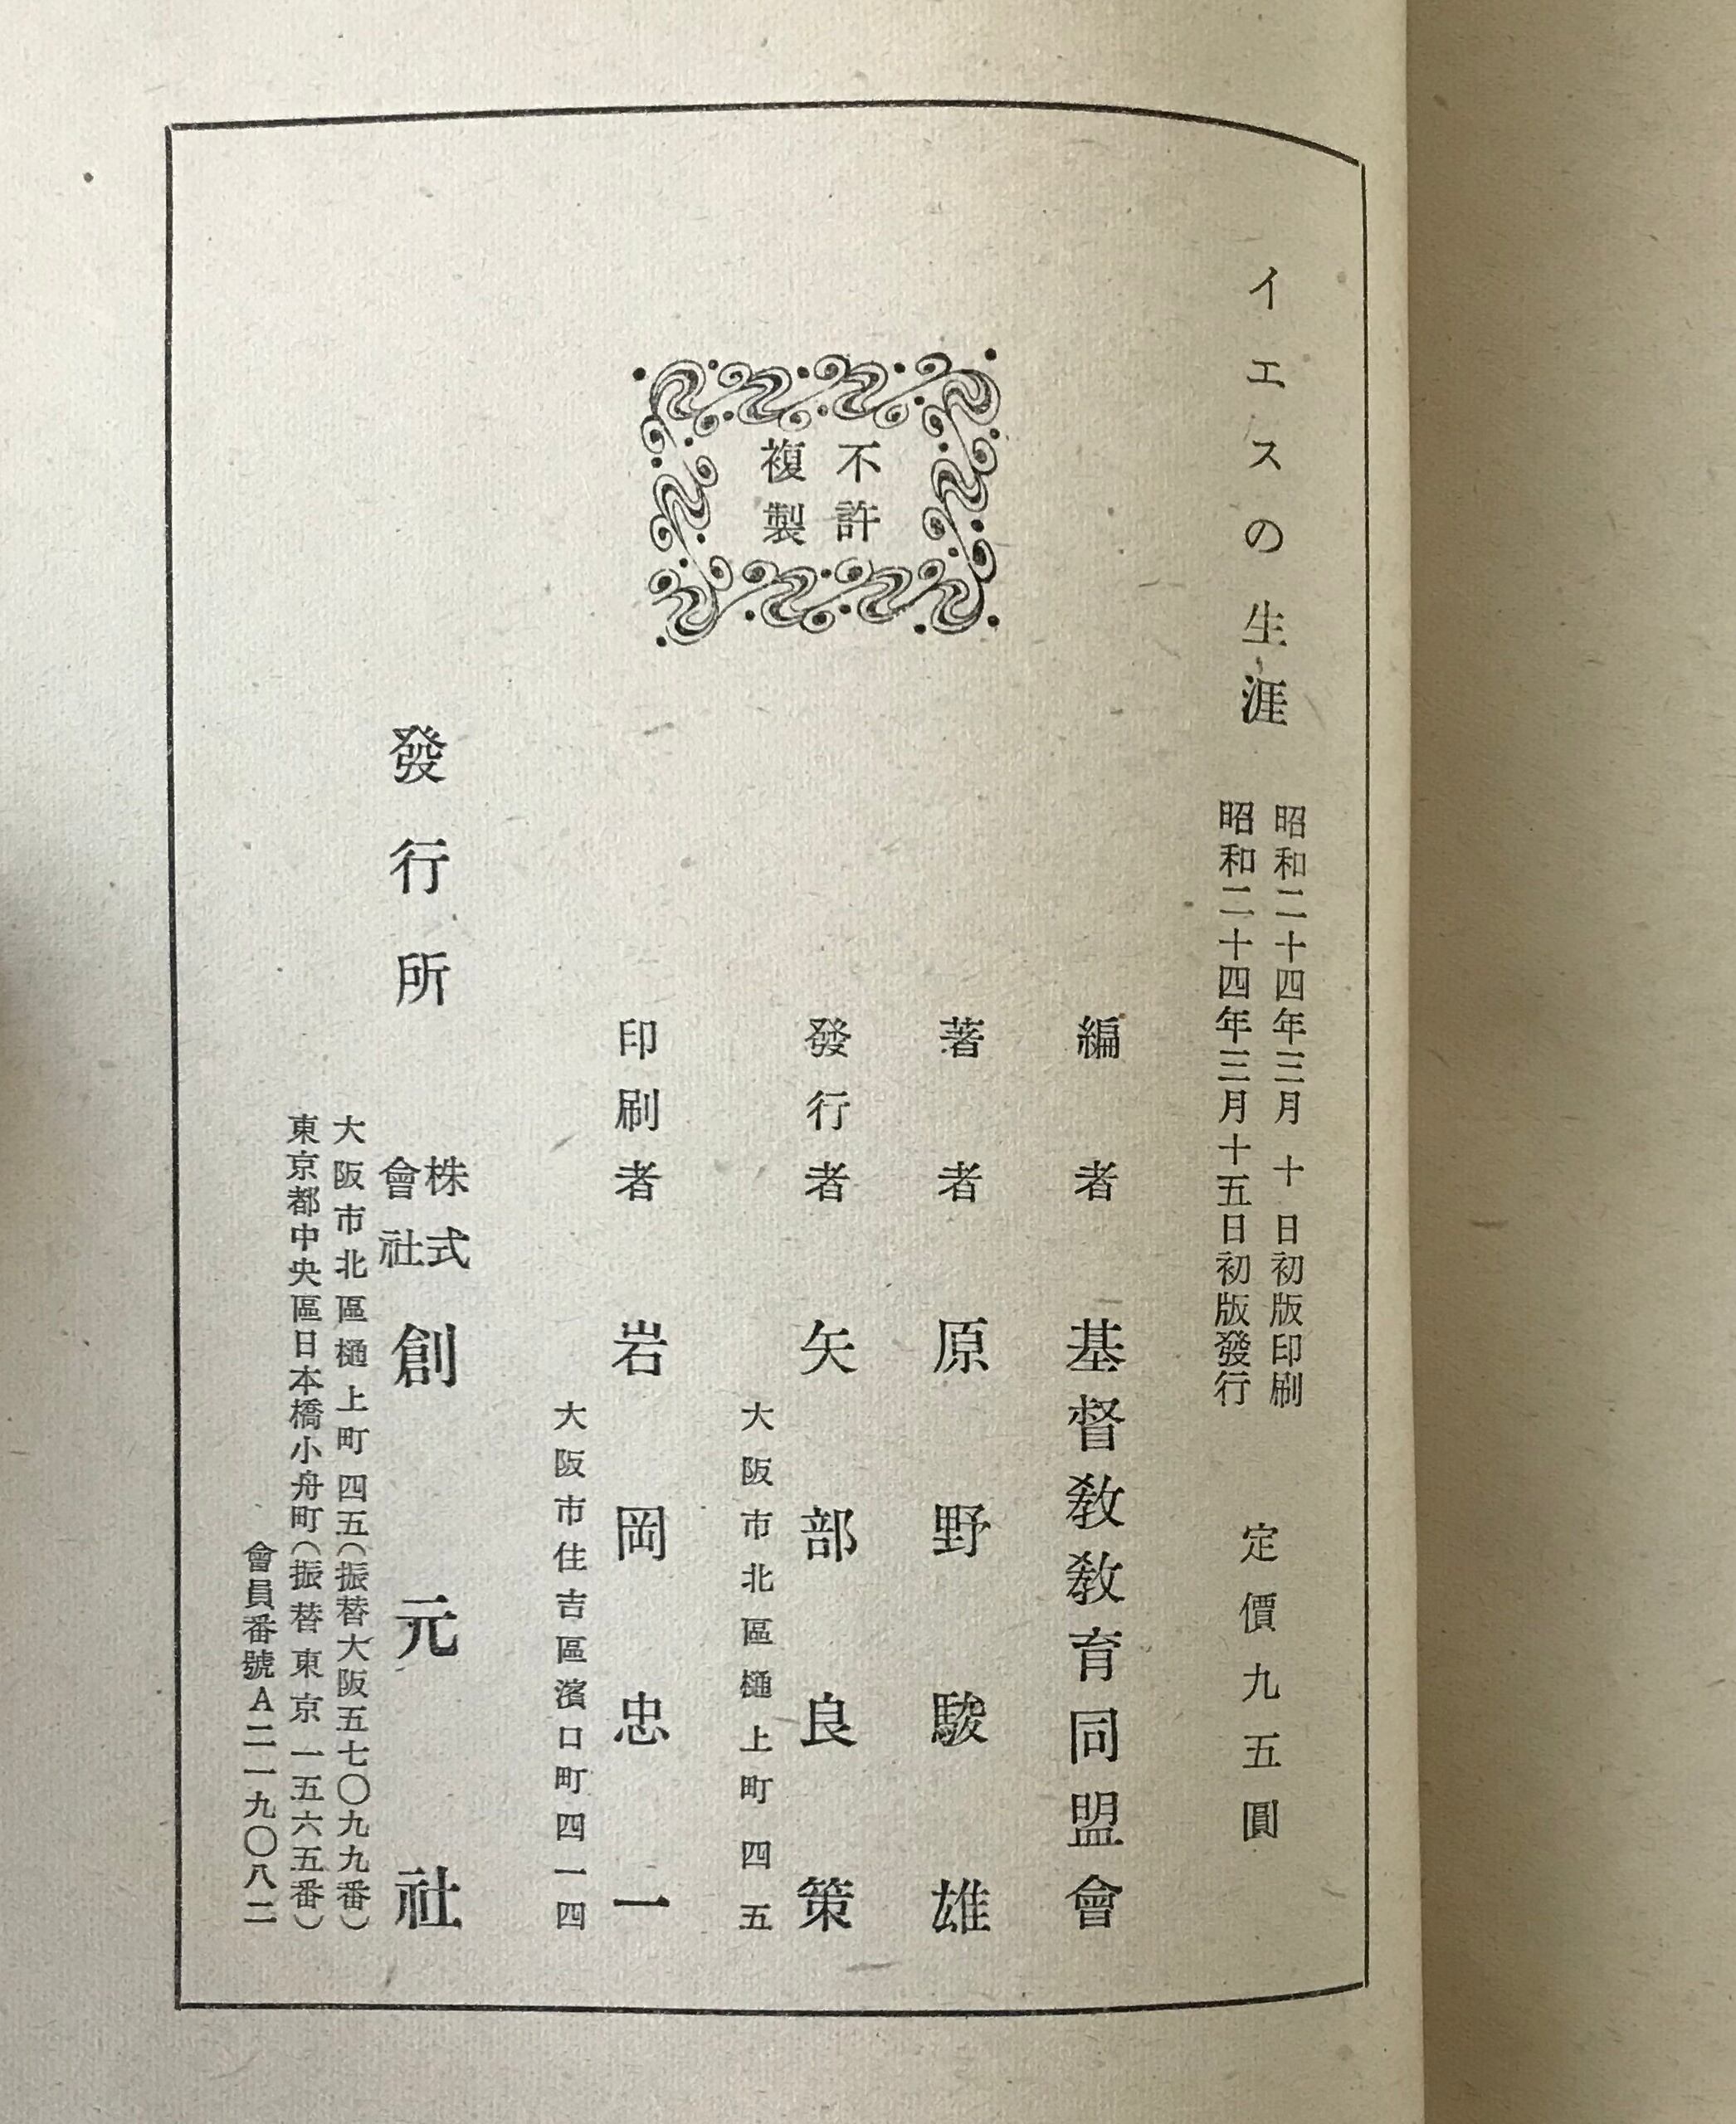 イエスの生涯
昭和二十四年三月十日初版印刷
昭和二十四年三月十五日初版發行
定價九五圓
編者 基督敎敎育同盟會
著者 原野駿雄
發行者 矢部良策
大阪市北區樋上町四五
印刷者 岩岡忠一
大阪市住吉區濱口町四一四
不許
複製
發行所 株式會社 創元社
大阪市北區樋上町四五(振替大阪五七〇九九番)
東京都中央區日本橋小舟町(振替東京一五六五番)
會員番號A二一九〇八二